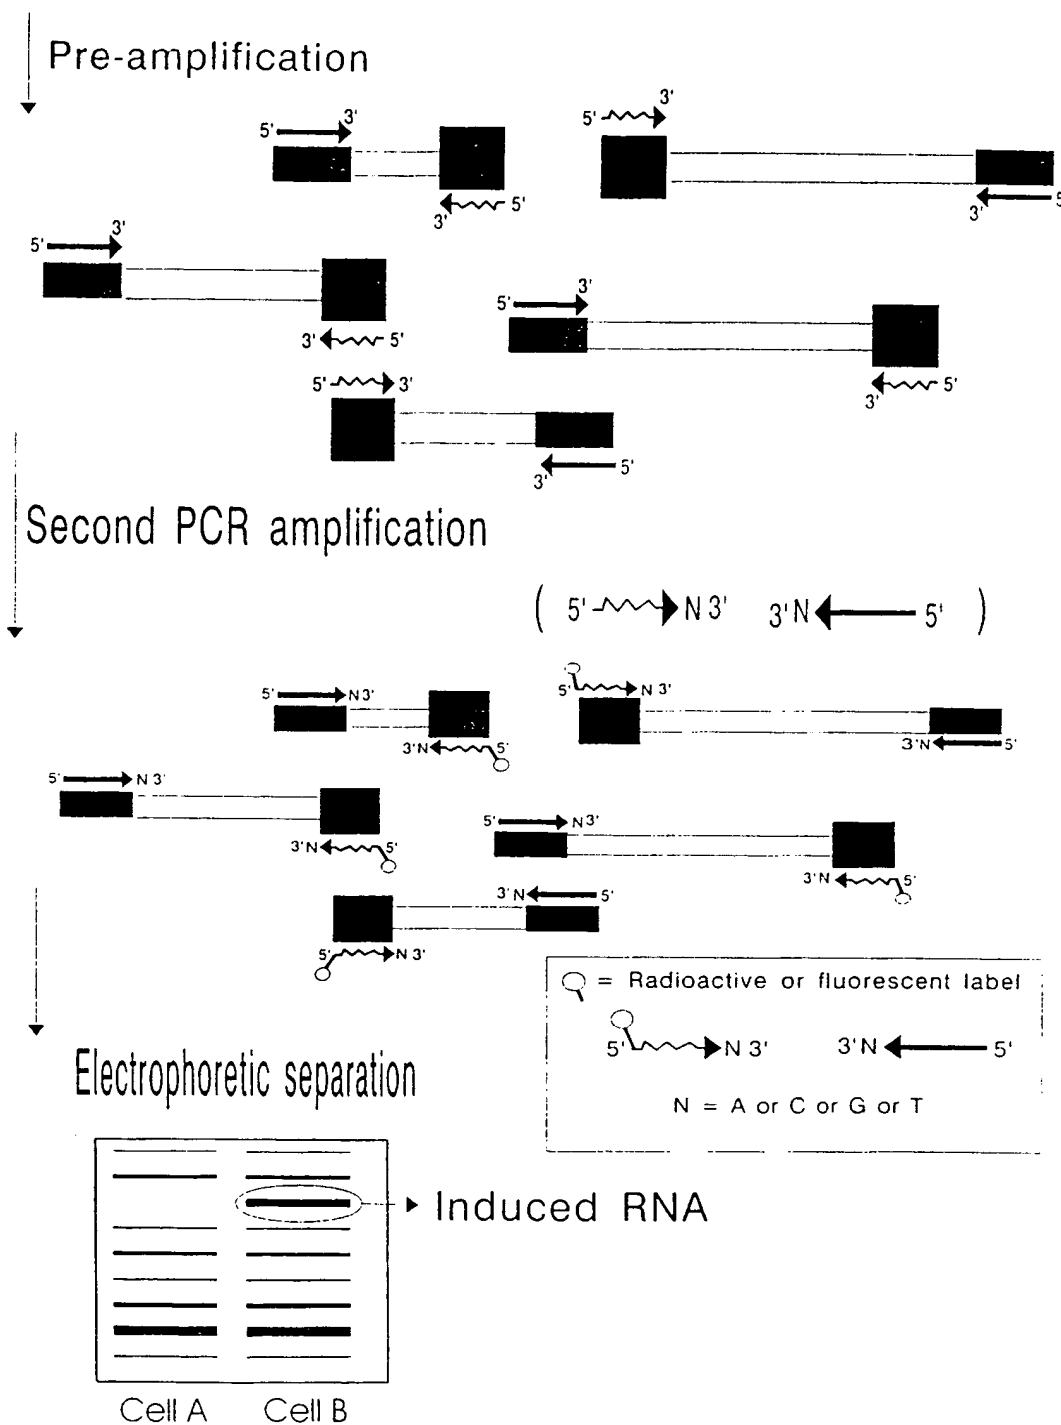 Pre-amplification
5' 3'
3' 5'
5' 3'
3' 5'
5' 3'
3' 5'
5' 3'
3' 5'
5' 3'
3' 5'
Second PCR amplification
( 5' N 3' 3' N 5' )
5' N 3'
3' N 5'
5' N 3'
3' N 5'
5' N 3'
3' N 5'
5' N 3'
3' N 5'
3' N 5'
5' N 3'
= Radioactive or fluorescent label
5' N 3' 3' N 5'
N = A or C or G or T
Electrophoretic separation
Induced RNA
Cell A Cell B